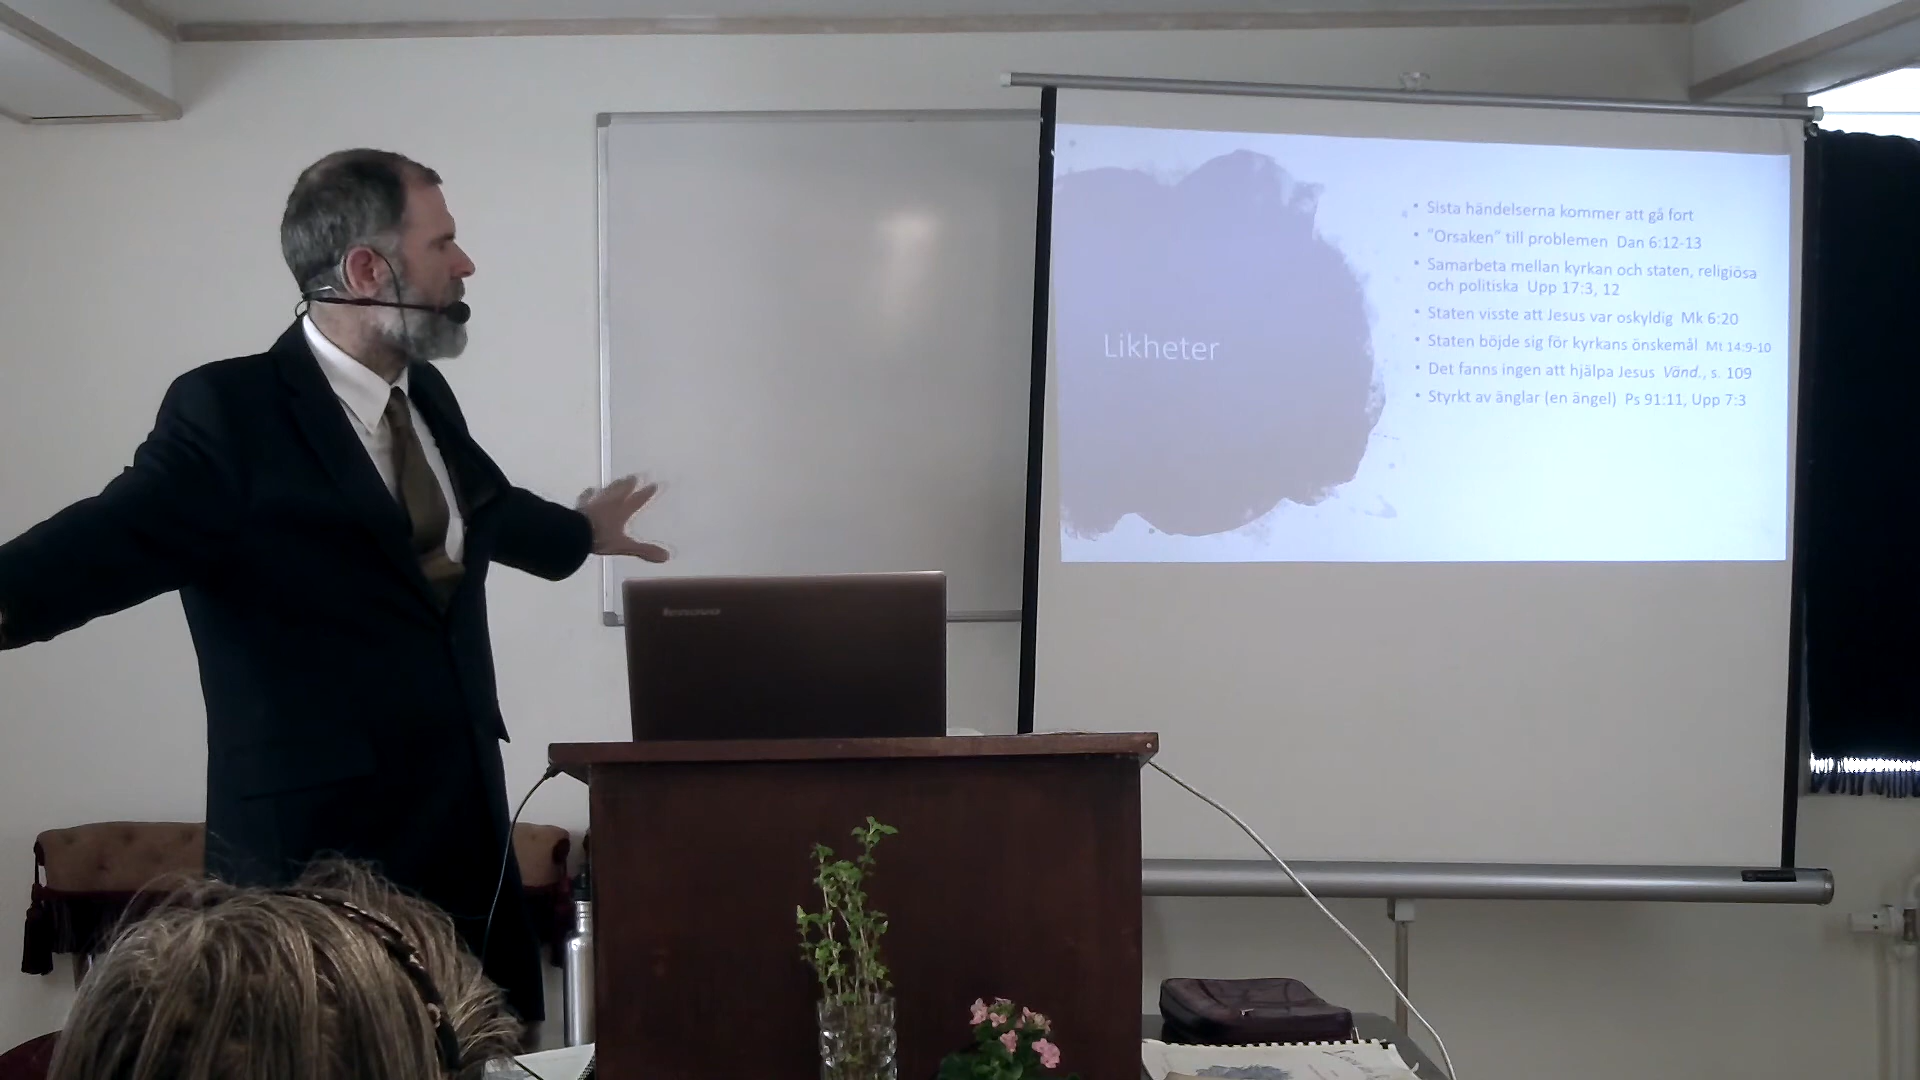 Likheter
• Sista händelserna kommer att gå fort
• "Orsaken" till problemen Dan 6:12-13
• Samarbeta mellan kyrkan och staten, religiösa
och politiska Upp 17:3, 12
• Staten visste att Jesus var oskyldig Mk 6:20
• Staten böjde sig för kyrkans önskemål Mt 14:9-10
• Det fanns ingen att hjälpa Jesus Vänd., s. 109
• Styrkt av änglar (en ängel) Ps 91:11, Upp 7:3
lenovo